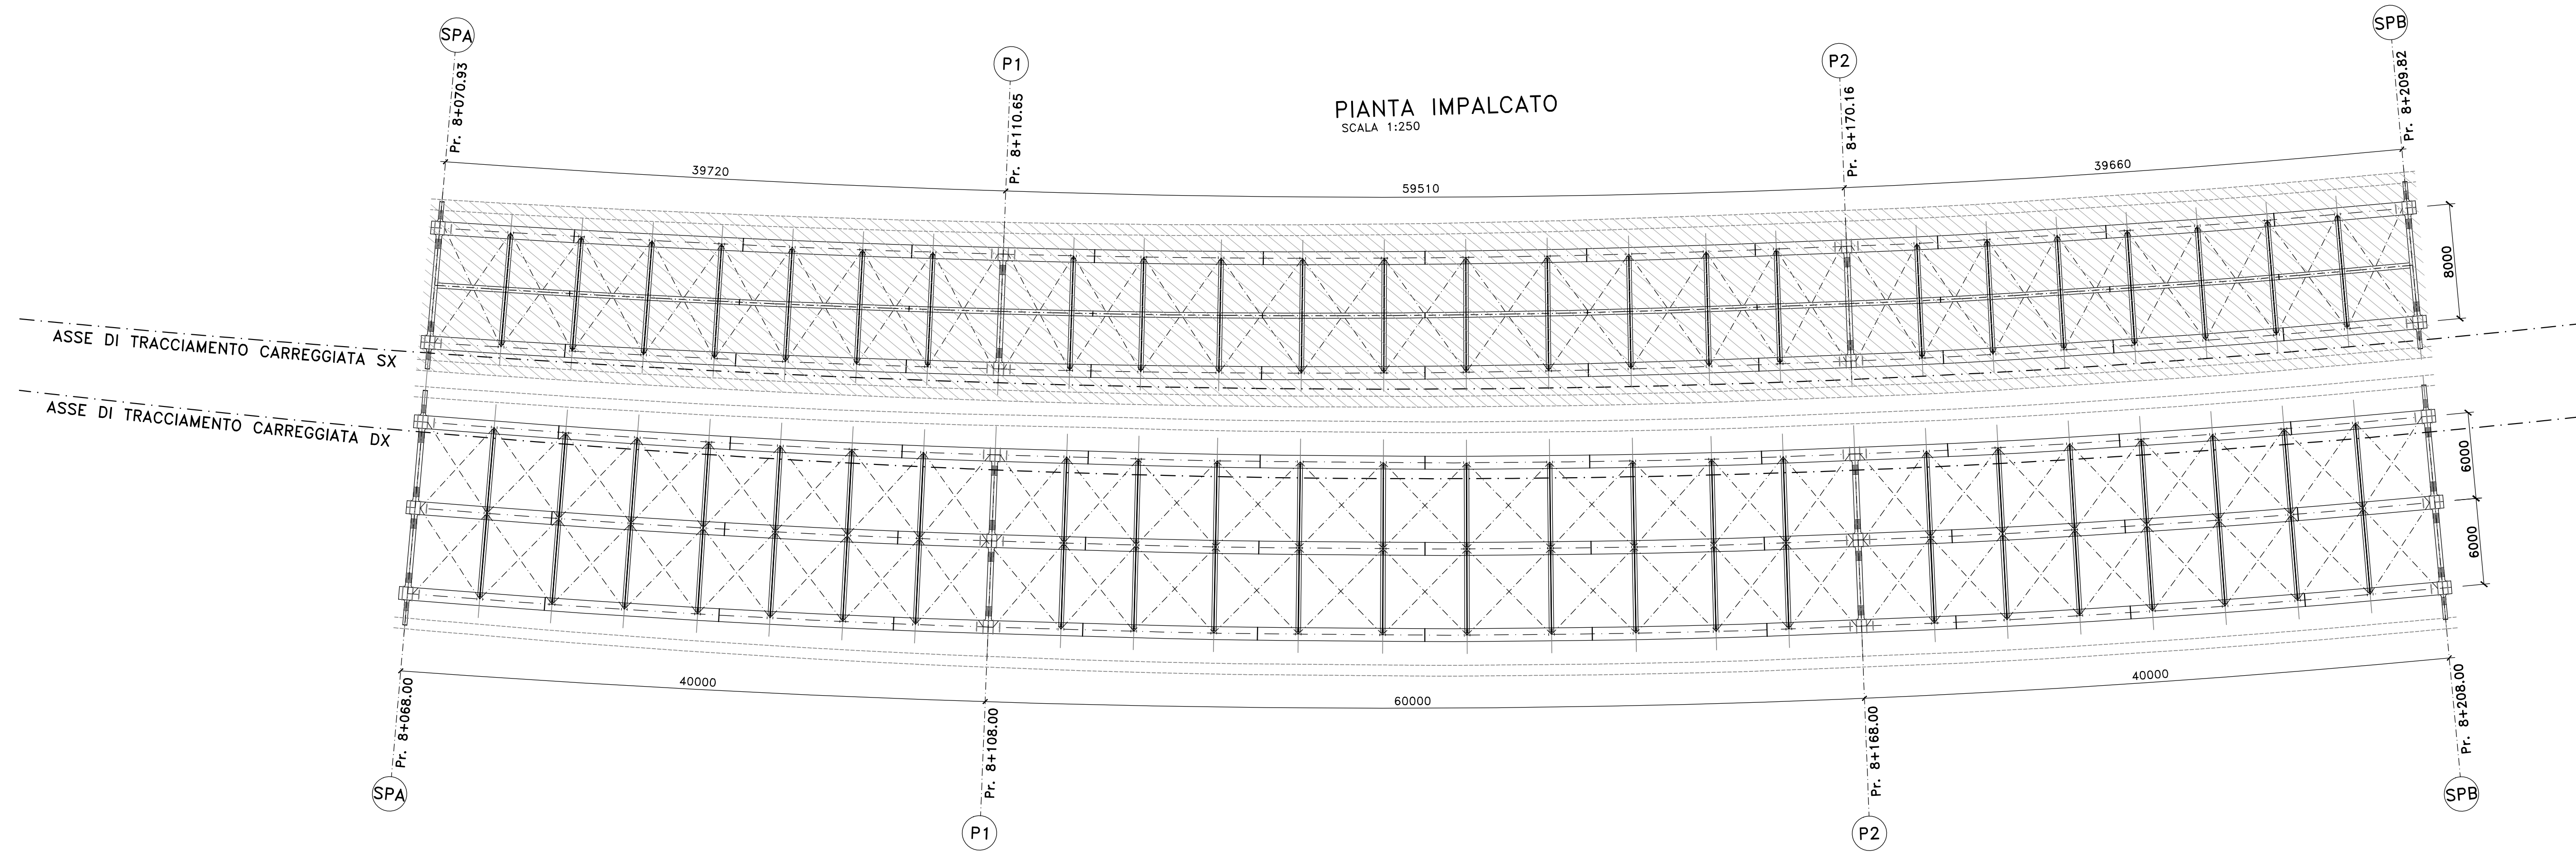 SPA
P1
P2
SPB
Pr. 8+070.93
Pr. 8+110.65
Pr. 8+170.16
Pr. 8+209.82
PIANTA IMPALCATO
SCALA 1:250
39720
59510
39660
8000
ASSE DI TRACCIAMENTO CARREGGIATA SX
ASSE DI TRACCIAMENTO CARREGGIATA DX
6000
6000
40000
60000
40000
Pr. 8+068.00
Pr. 8+108.00
Pr. 8+168.00
Pr. 8+208.00
SPA
P1
P2
SPB